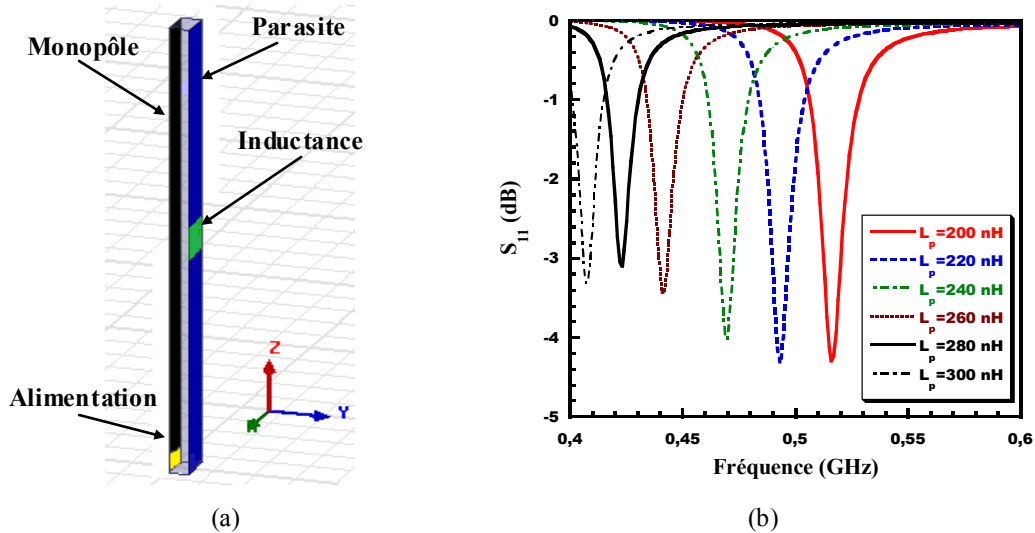 Monopôle
Parasite
Inductance
Alimentation
Z
Y
(a)
S11 (dB)
0
-1
-2
-3
-4
-5
0,4
0,45
0,5
0,55
0,6
Fréquence (GHz)
Lp=200 nH
Lp=220 nH
Lp=240 nH
Lp=260 nH
Lp=280 nH
Lp=300 nH
(b)